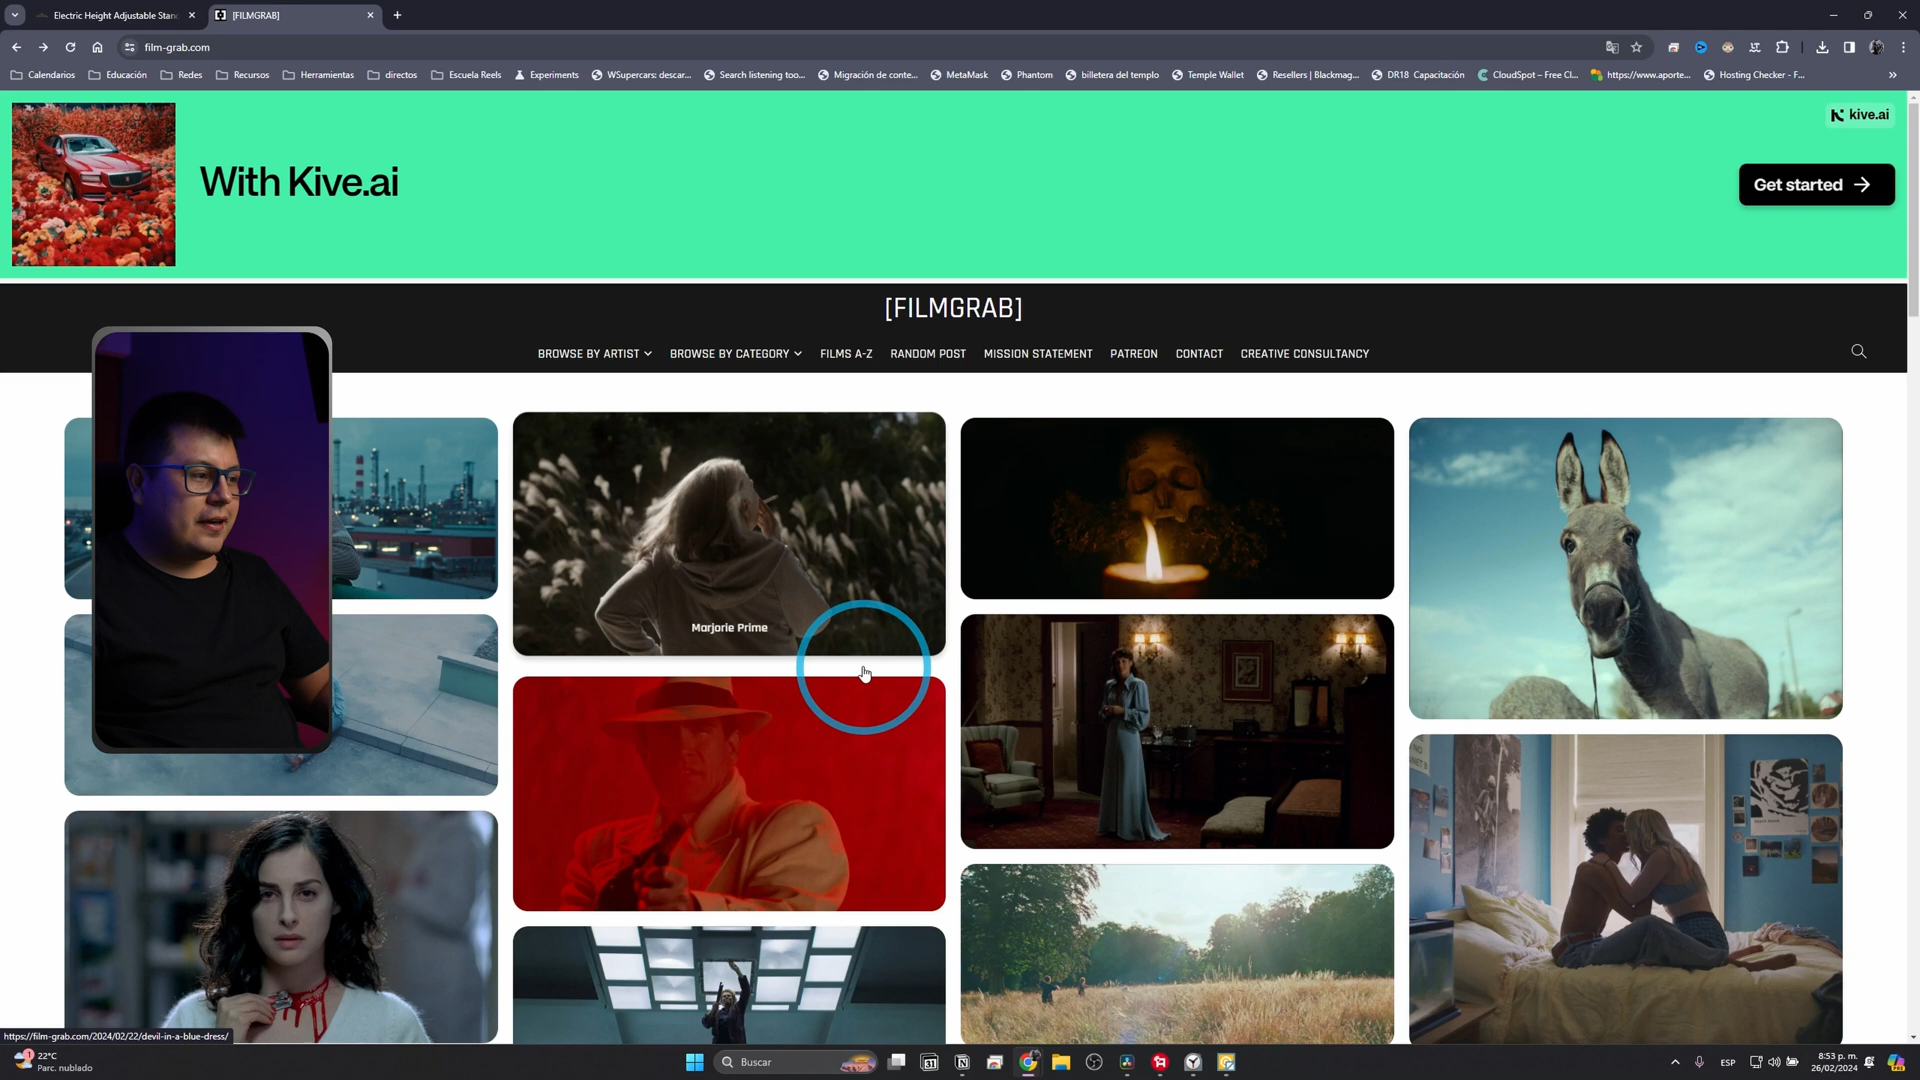 Electric Height Adjustable Stan
[FILMGRAB]
film-grab.com
Calendarios
Educación
Redes
Recursos
Herramientas
directos
Escuela Reels
Experiments
WSupercars: descar...
Search listening too...
Migración de conte...
MetaMask
Phantom
billetera del templo
Temple Wallet
Resellers | Blackmag...
DR18 Capacitación
CloudSpot – Free Cl...
https://www.aporte...
Hosting Checker - F...
kive.ai
With Kive.ai
Get started
[FILMGRAB]
BROWSE BY ARTIST
BROWSE BY CATEGORY
FILMS A-Z
RANDOM POST
MISSION STATEMENT
PATREON
CONTACT
CREATIVE CONSULTANCY
Marjorie Prime
https://film-grab.com/2024/02/22/devil-in-a-blue-dress/
1
22°C
Parc. nublado
Buscar
31
ESP
8:53 p. m.
26/02/2024